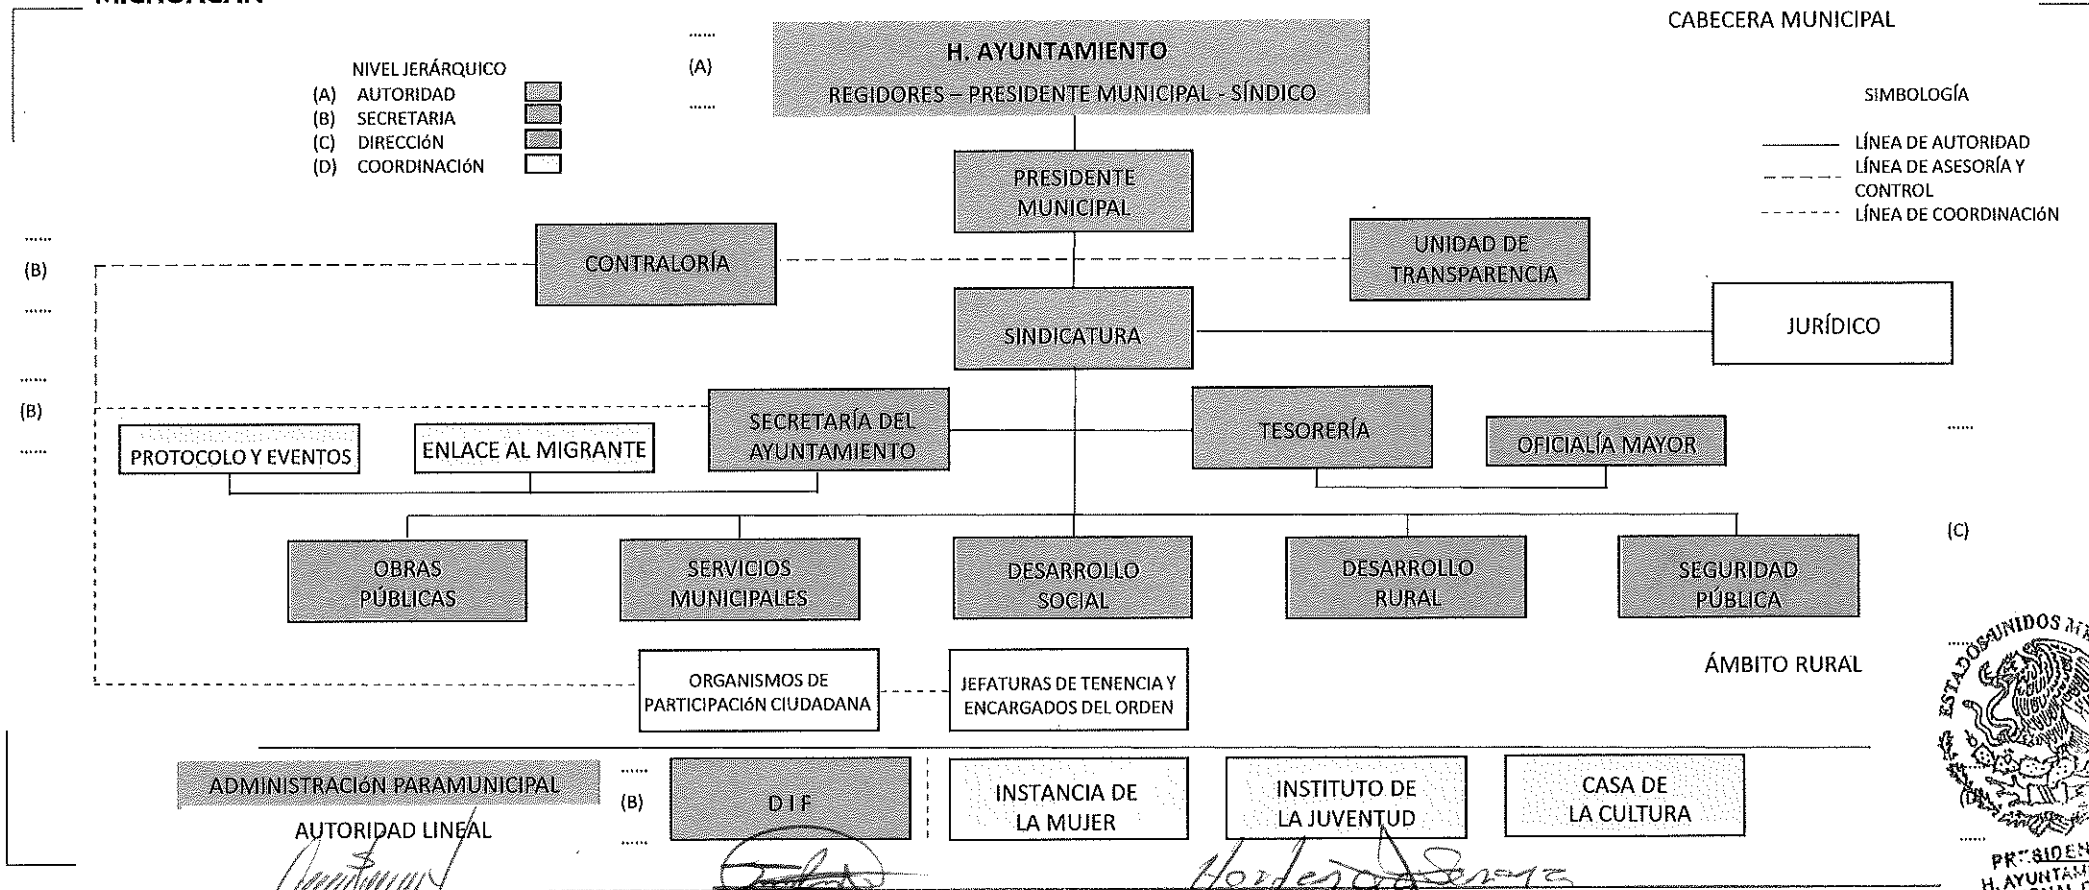 MICHOACÁN
CABECERA MUNICIPAL
NIVEL JERÁRQUICO
(A) AUTORIDAD
(B) SECRETARIA
(C) DIRECCIóN
(D) COORDINACIóN
......
(A)
......
H. AYUNTAMIENTO
REGIDORES – PRESIDENTE MUNICIPAL - SÍNDICO
SIMBOLOGÍA
LÍNEA DE AUTORIDAD
LÍNEA DE ASESORÍA Y
CONTROL
LÍNEA DE COORDINACIóN
PRESIDENTE
MUNICIPAL
......
(B)
......
CONTRALORÍA
UNIDAD DE
TRANSPARENCIA
SINDICATURA
JURÍDICO
......
(B)
......
PROTOCOLO Y EVENTOS
ENLACE AL MIGRANTE
SECRETARÍA DEL
AYUNTAMIENTO
TESORERÍA
OFICIALÍA MAYOR
......
(C)
......
OBRAS
PÚBLICAS
SERVICIOS
MUNICIPALES
DESARROLLO
SOCIAL
DESARROLLO
RURAL
SEGURIDAD
PÚBLICA
ORGANISMOS DE
PARTICIPACIóN CIUDADANA
JEFATURAS DE TENENCIA Y
ENCARGADOS DEL ORDEN
ÁMBITO RURAL
ESTADOS UNIDOS
ADMINISTRACIóN PARAMUNICIPAL
AUTORIDAD LINEAL
......
(B)
......
D I F
INSTANCIA DE
LA MUJER
INSTITUTO DE
LA JUVENTUD
CASA DE
LA CULTURA
(D)
......
H.